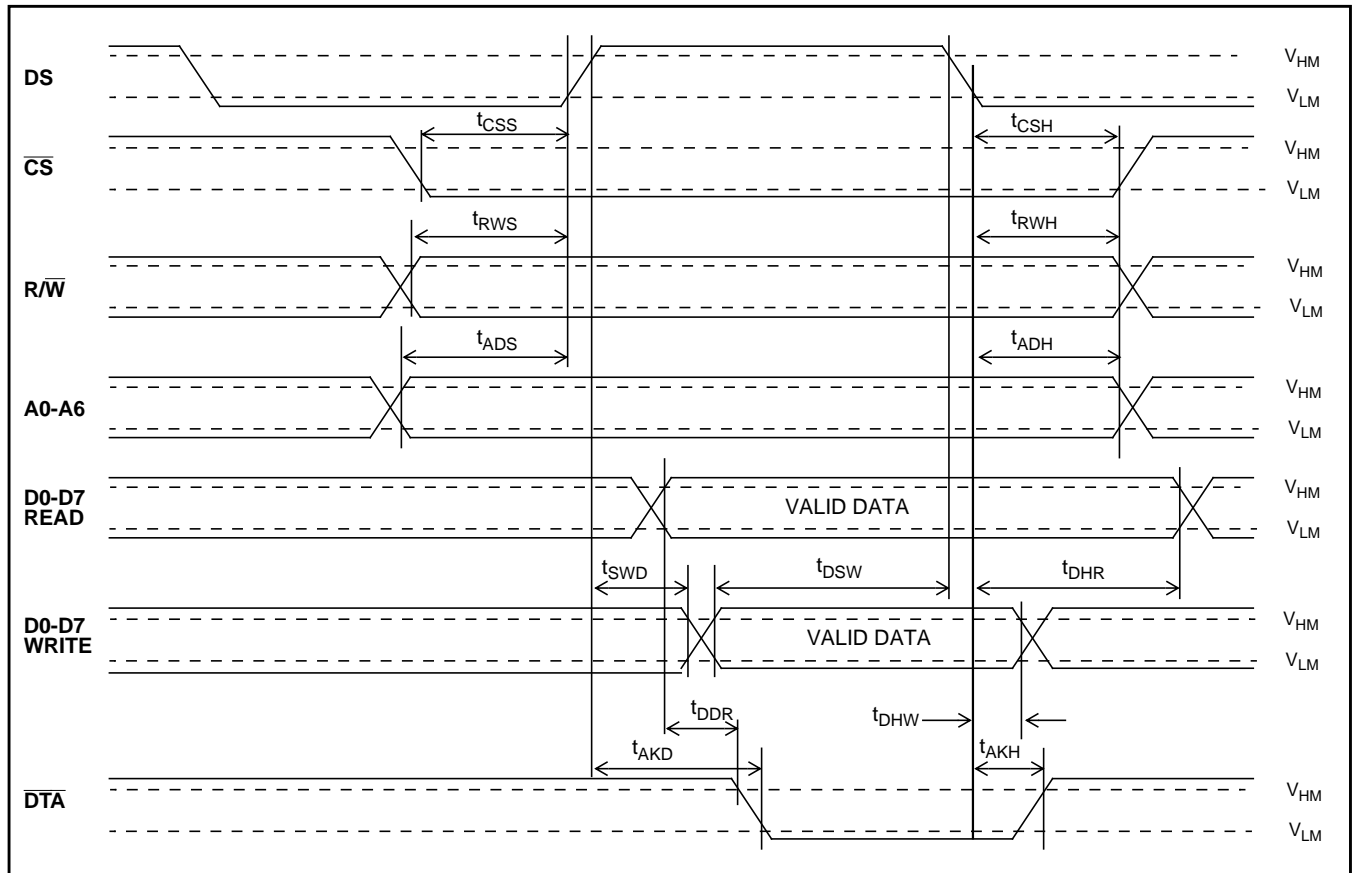 DS
V_HM
V_LM
t_CSS
t_CSH
C̅S̅
V_HM
V_LM
t_RWS
t_RWH
R/W̅
V_HM
V_LM
t_ADS
t_ADH
A0-A6
V_HM
V_LM
D0-D7
READ
VALID DATA
V_HM
V_LM
t_SWD
t_DSW
t_DHR
D0-D7
WRITE
VALID DATA
V_HM
V_LM
t_DDR
t_DHW
t_AKD
t_AKH
D̅T̅A̅
V_HM
V_LM